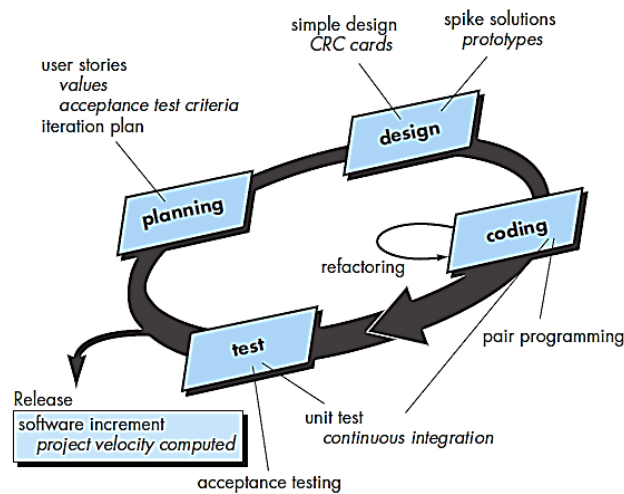 simple design
CRC cards
spike solutions
prototypes
user stories
values
acceptance test criteria
iteration plan
design
planning
coding
refactoring
test
pair programming
Release
software increment
project velocity computed
unit test
continuous integration
acceptance testing